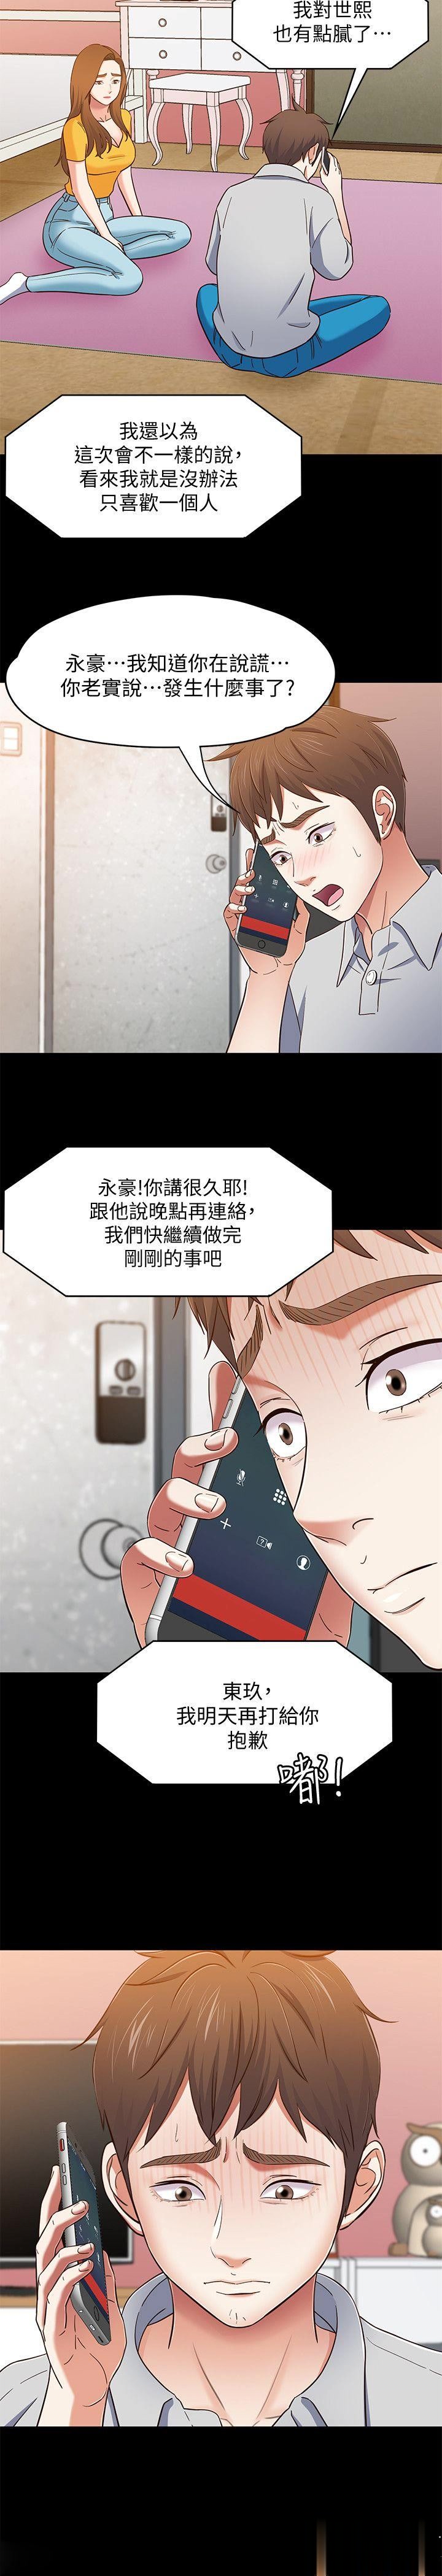 我對世熙
也有點膩了…
我還以為
這次會不一樣的說,
看來我就是沒辦法
只喜歡一個人
永豪…我知道你在說謊…
你老實說…發生什麼事了?
永豪!你講很久耶!
跟他說晚點再連絡,
我們快繼續做完
剛剛的事吧
東玖,
我明天再打給你
抱歉
嘟!